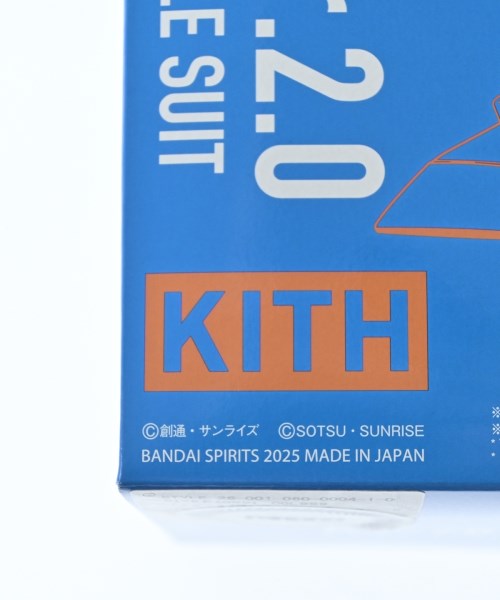 .2.0
LE SUIT
KITH
©創通・サンライズ ©SOTSU・SUNRISE
BANDAI SPIRITS 2025 MADE IN JAPAN